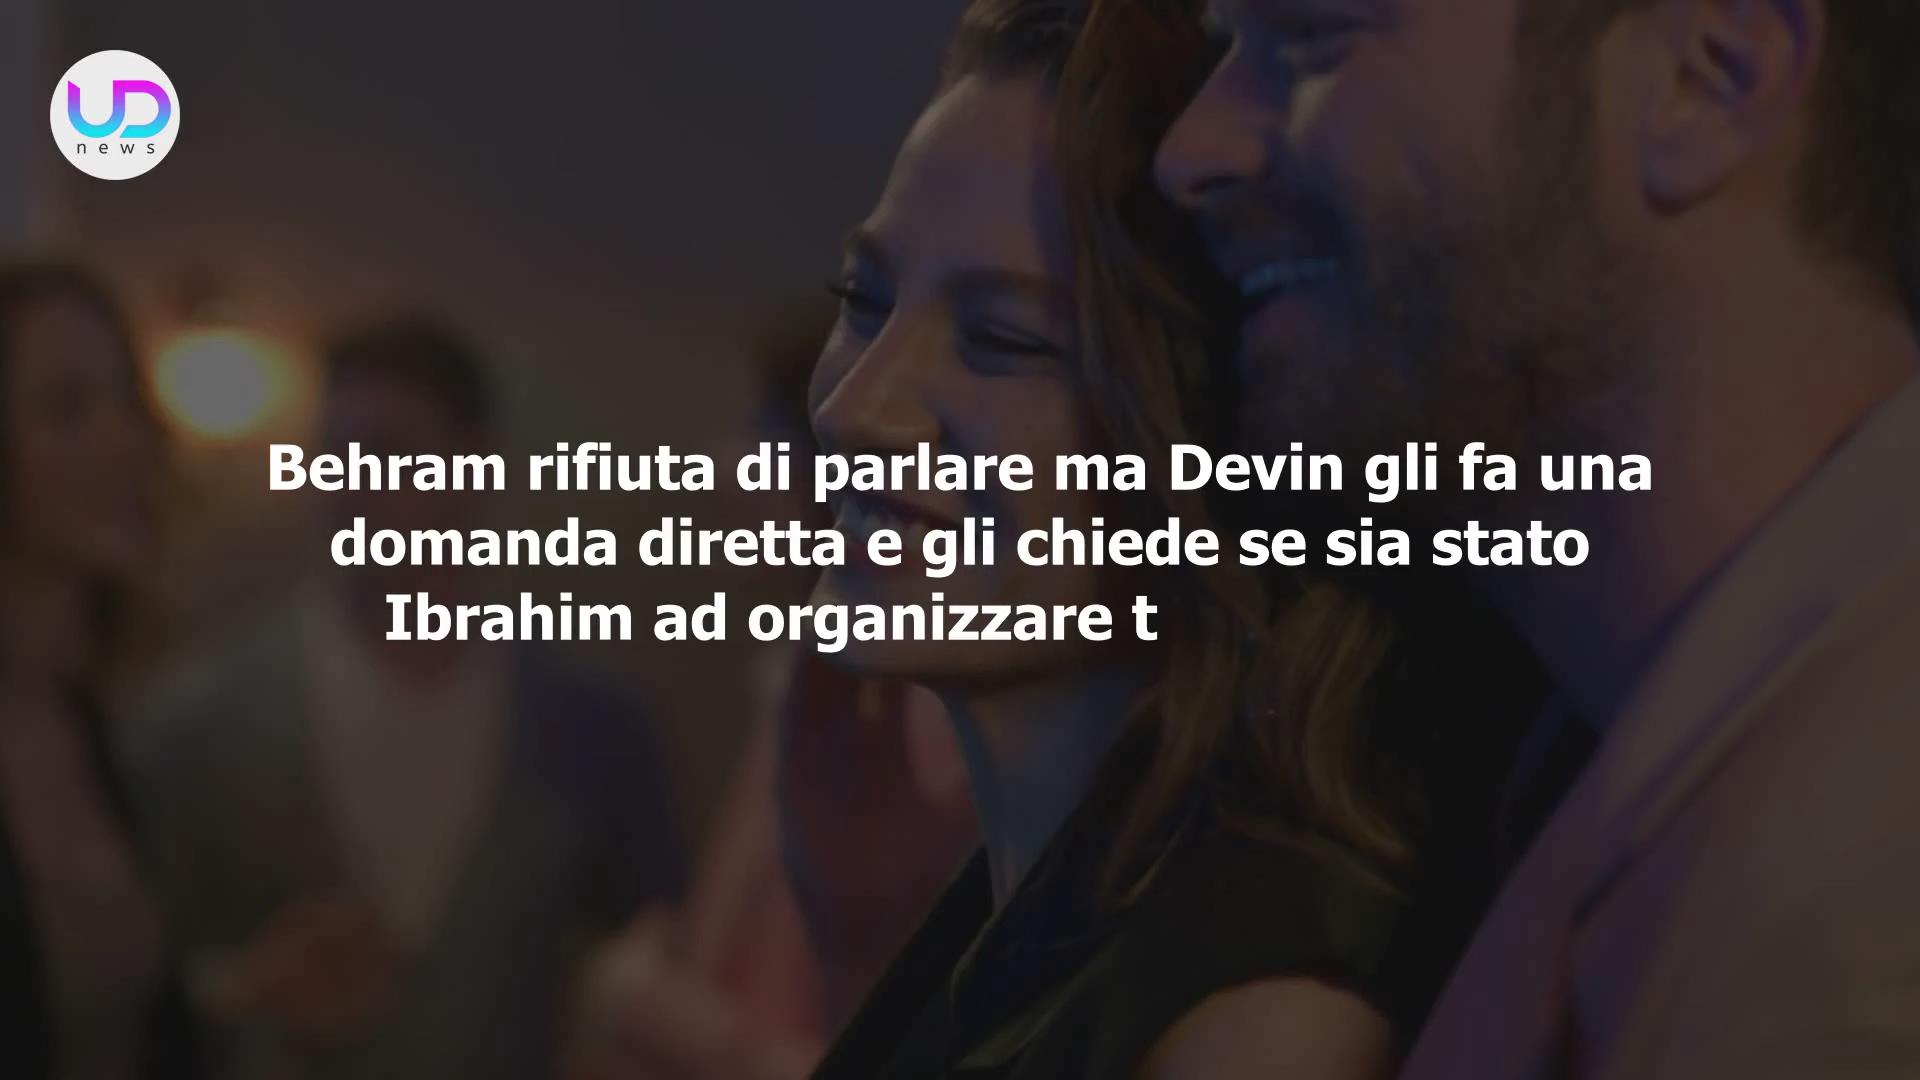 UD
news
Behram rifiuta di parlare ma Devin gli fa una
domanda diretta e gli chiede se sia stato
Ibrahim ad organizzare t